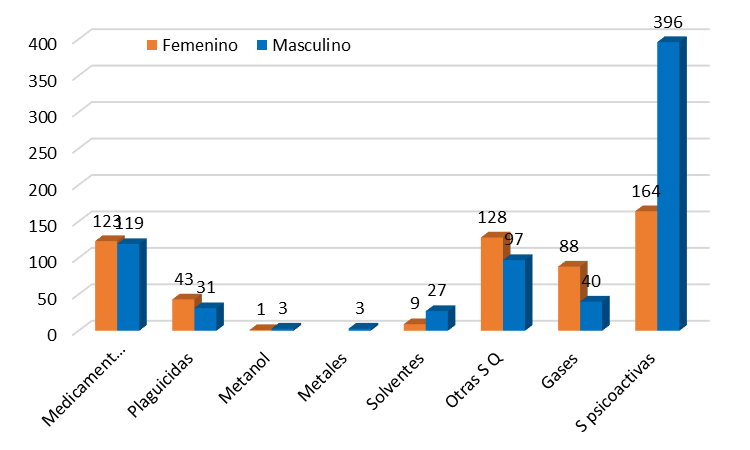 Femenino Masculino
400
350
300
250
200
150
100
50
0
123 119
43 31
1 3
3
9 27
128 97
88 40
164 396
Medicament...
Plaguicidas
Metanol
Metales
Solventes
Otras S Q
Gases
S psicoactivas